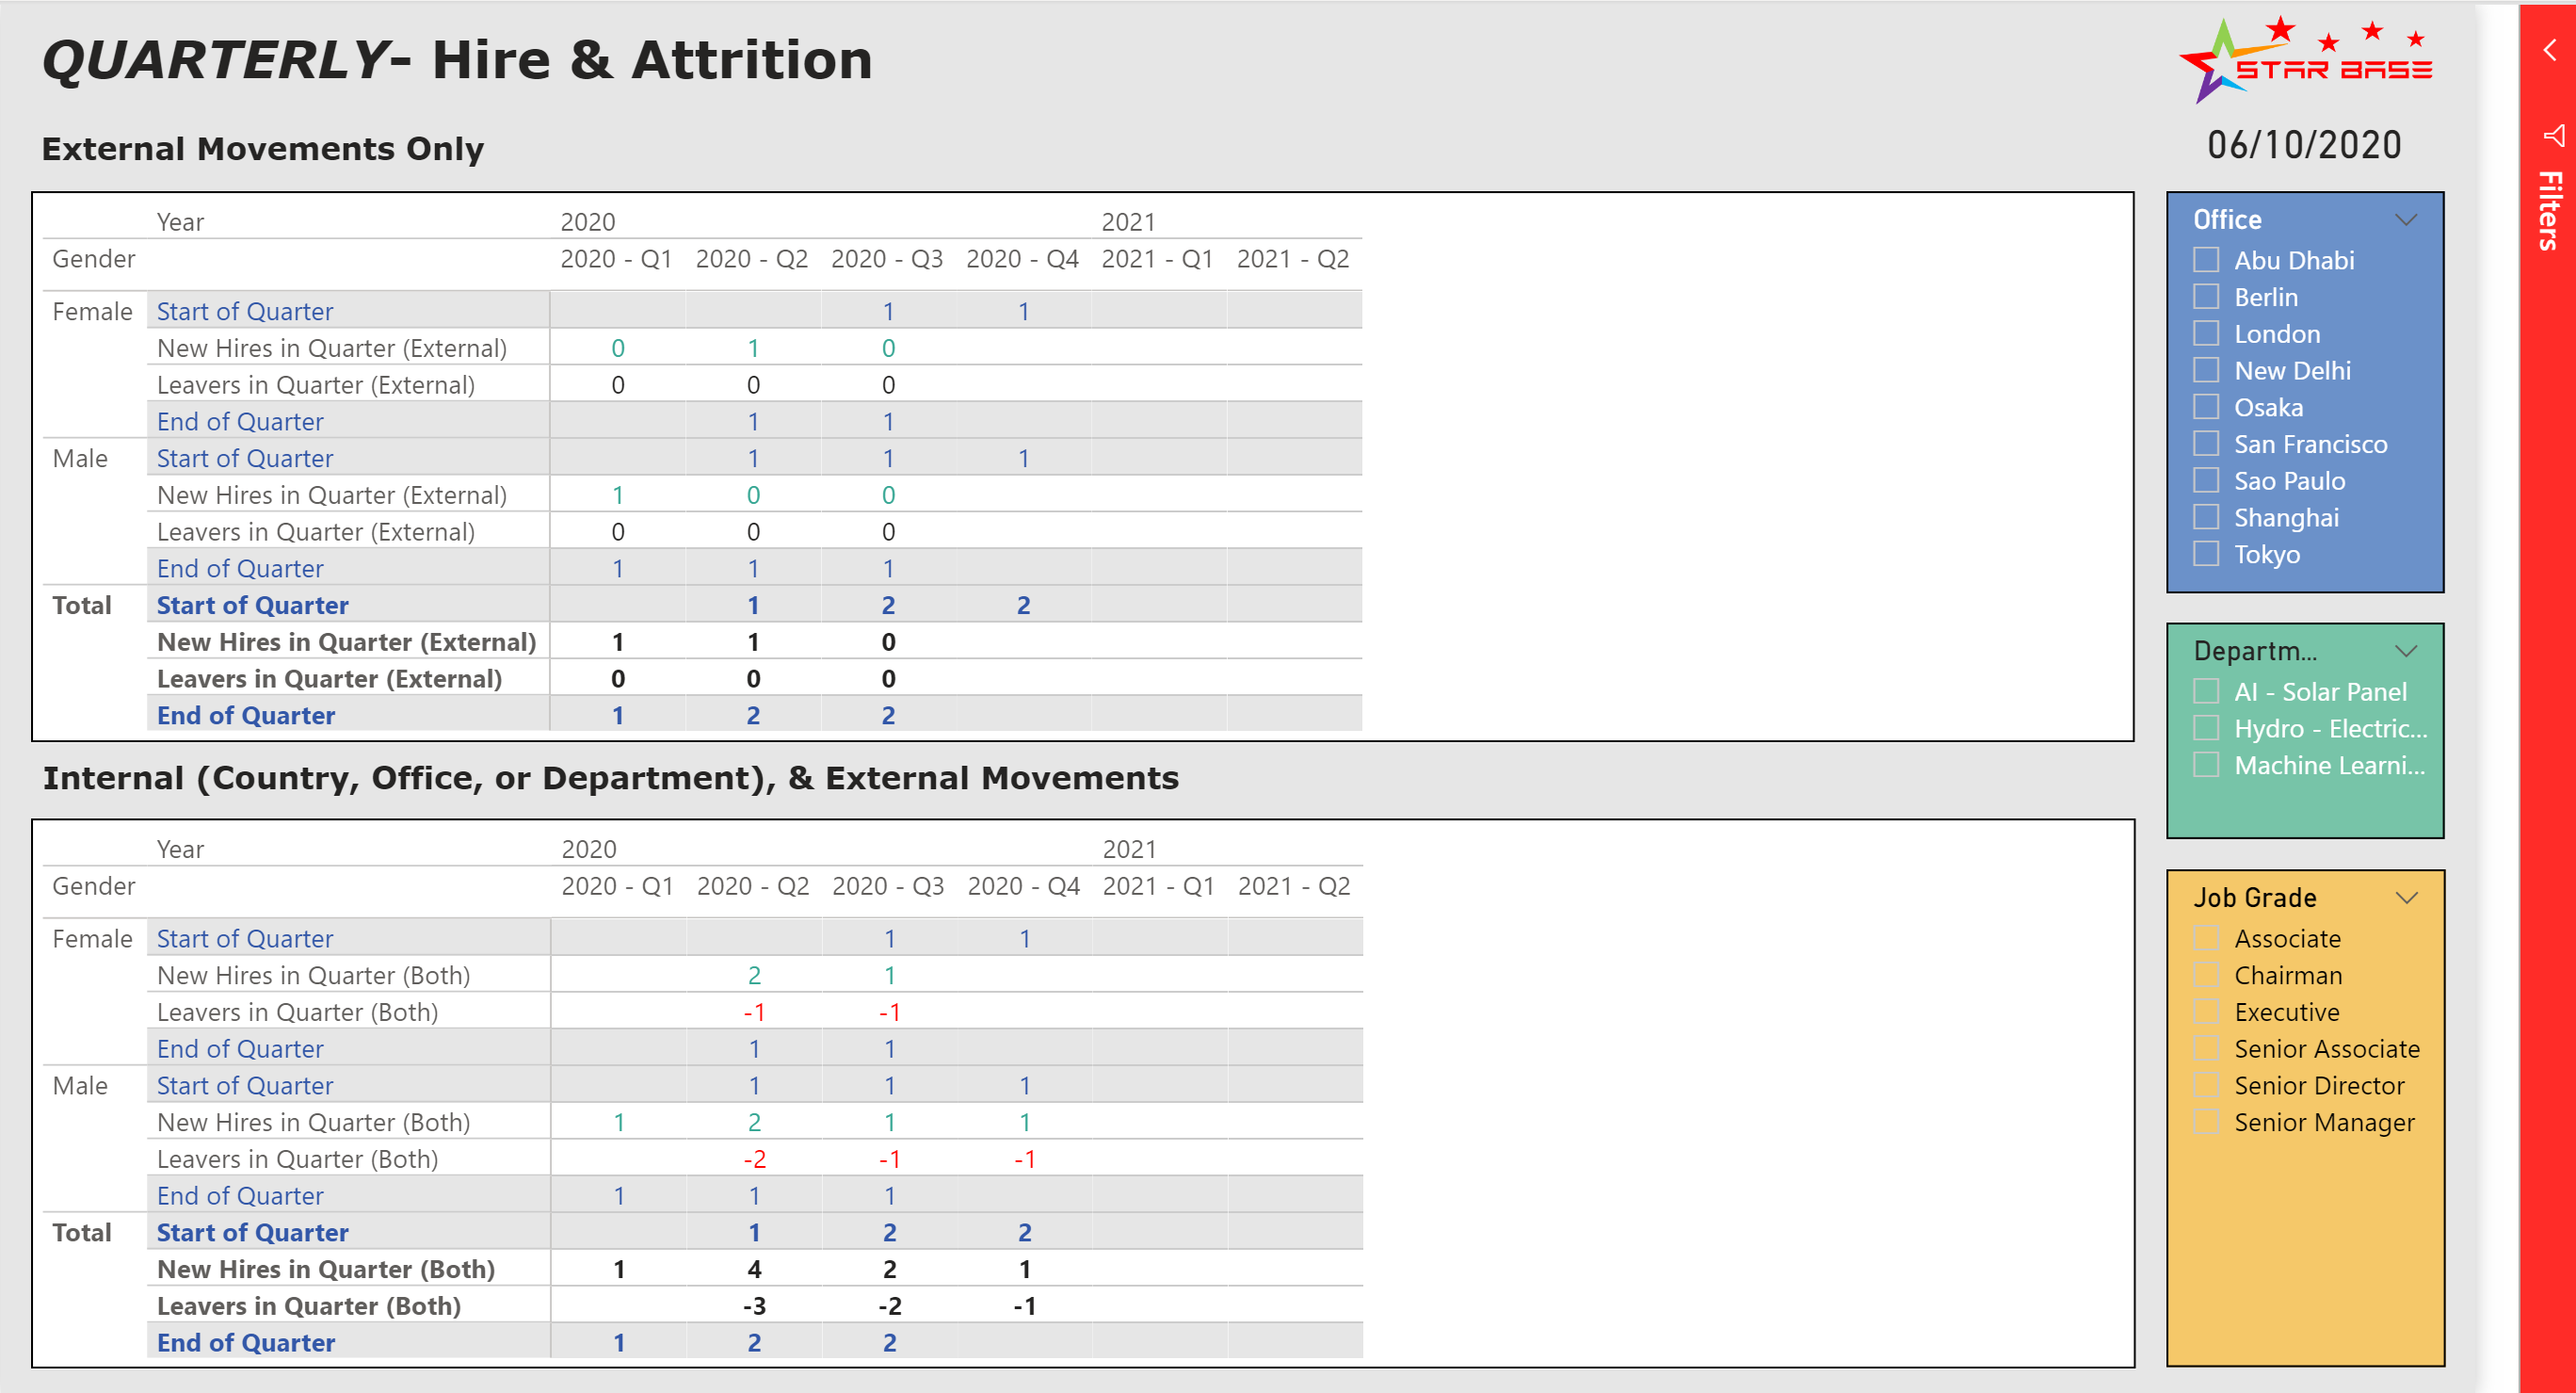 QUARTERLY- Hire & Attrition
STAR BASE
06/10/2020
Filters
External Movements Only
Year 2020 2021
Gender 2020 - Q1 2020 - Q2 2020 - Q3 2020 - Q4 2021 - Q1 2021 - Q2
Female Start of Quarter 1 1
New Hires in Quarter (External) 0 1 0
Leavers in Quarter (External) 0 0 0
End of Quarter 1 1
Male Start of Quarter 1 1 1
New Hires in Quarter (External) 1 0 0
Leavers in Quarter (External) 0 0 0
End of Quarter 1 1 1
Total Start of Quarter 1 2 2
New Hires in Quarter (External) 1 1 0
Leavers in Quarter (External) 0 0 0
End of Quarter 1 2 2
Internal (Country, Office, or Department), & External Movements
Year 2020 2021
Gender 2020 - Q1 2020 - Q2 2020 - Q3 2020 - Q4 2021 - Q1 2021 - Q2
Female Start of Quarter 1 1
New Hires in Quarter (Both) 2 1
Leavers in Quarter (Both) -1 -1
End of Quarter 1 1
Male Start of Quarter 1 1 1
New Hires in Quarter (Both) 1 2 1 1
Leavers in Quarter (Both) -2 -1 -1
End of Quarter 1 1 1
Total Start of Quarter 1 2 2
New Hires in Quarter (Both) 1 4 2 1
Leavers in Quarter (Both) -3 -2 -1
End of Quarter 1 2 2
Office
Abu Dhabi
Berlin
London
New Delhi
Osaka
San Francisco
Sao Paulo
Shanghai
Tokyo
Departm...
AI - Solar Panel
Hydro - Electric...
Machine Learni...
Job Grade
Associate
Chairman
Executive
Senior Associate
Senior Director
Senior Manager